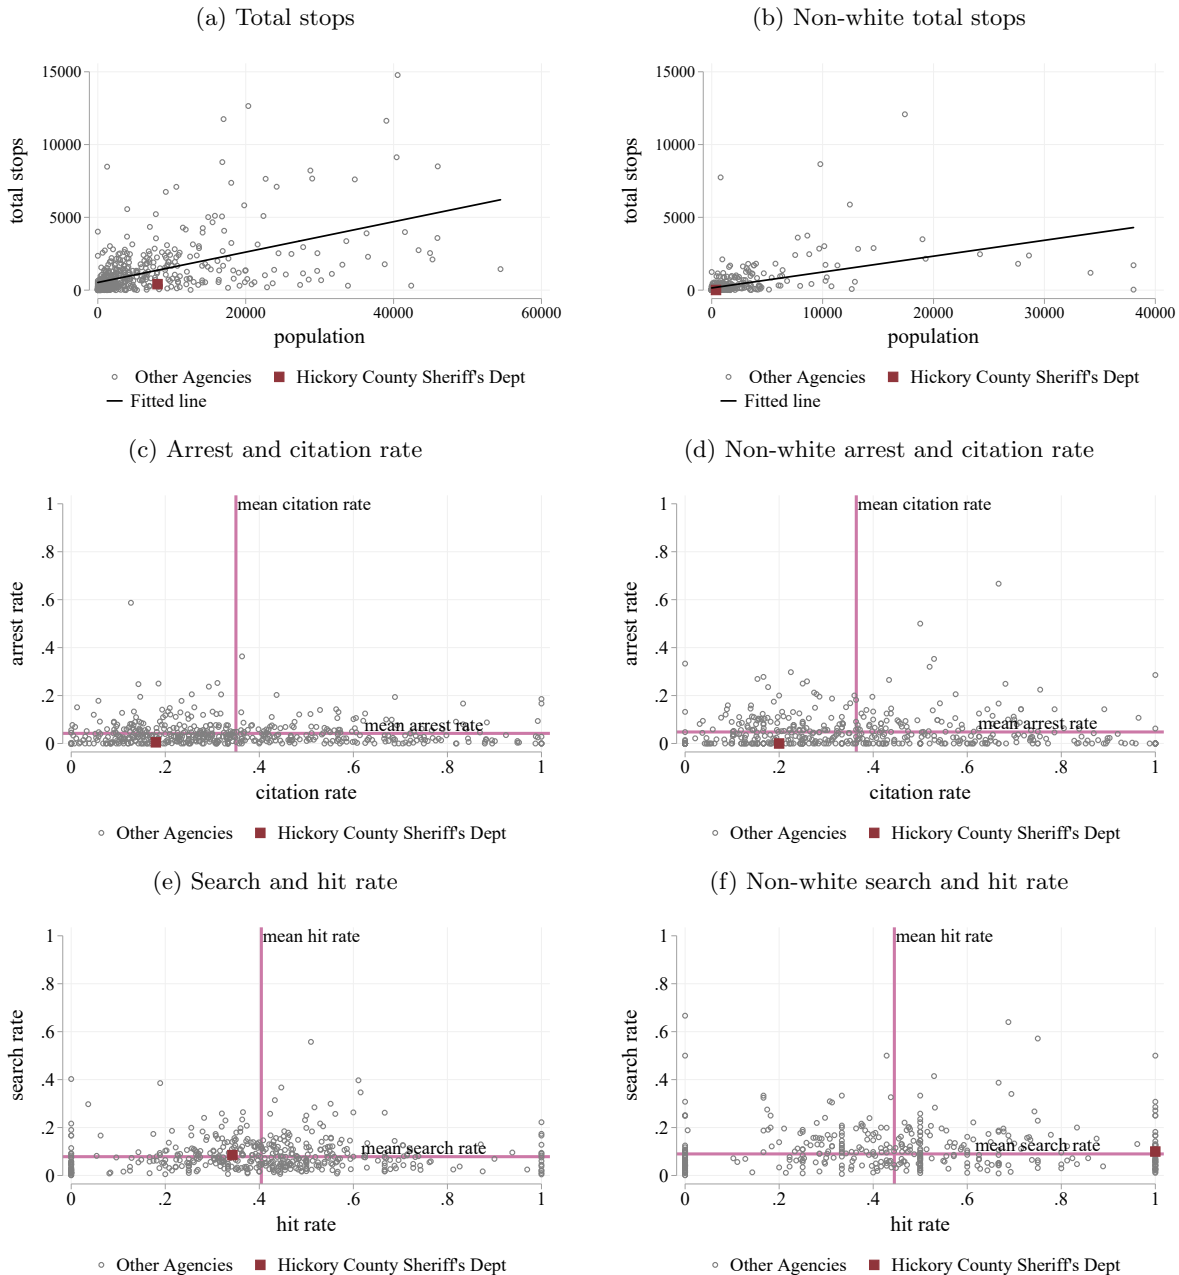 (a) Total stops
(b) Non-white total stops
15000
10000
5000
0
total stops
0 20000 40000 60000
population
Other Agencies Hickory County Sheriff's Dept
Fitted line
15000
10000
5000
0
total stops
0 10000 20000 30000 40000
population
Other Agencies Hickory County Sheriff's Dept
Fitted line
(c) Arrest and citation rate
(d) Non-white arrest and citation rate
1
.8
.6
.4
.2
0
arrest rate
mean citation rate
mean arrest rate
0 .2 .4 .6 .8 1
citation rate
Other Agencies Hickory County Sheriff's Dept
1
.8
.6
.4
.2
0
arrest rate
mean citation rate
mean arrest rate
0 .2 .4 .6 .8 1
citation rate
Other Agencies Hickory County Sheriff's Dept
(e) Search and hit rate
(f) Non-white search and hit rate
1
.8
.6
.4
.2
0
search rate
mean hit rate
mean search rate
0 .2 .4 .6 .8 1
hit rate
Other Agencies Hickory County Sheriff's Dept
1
.8
.6
.4
.2
0
search rate
mean hit rate
mean search rate
0 .2 .4 .6 .8 1
hit rate
Other Agencies Hickory County Sheriff's Dept